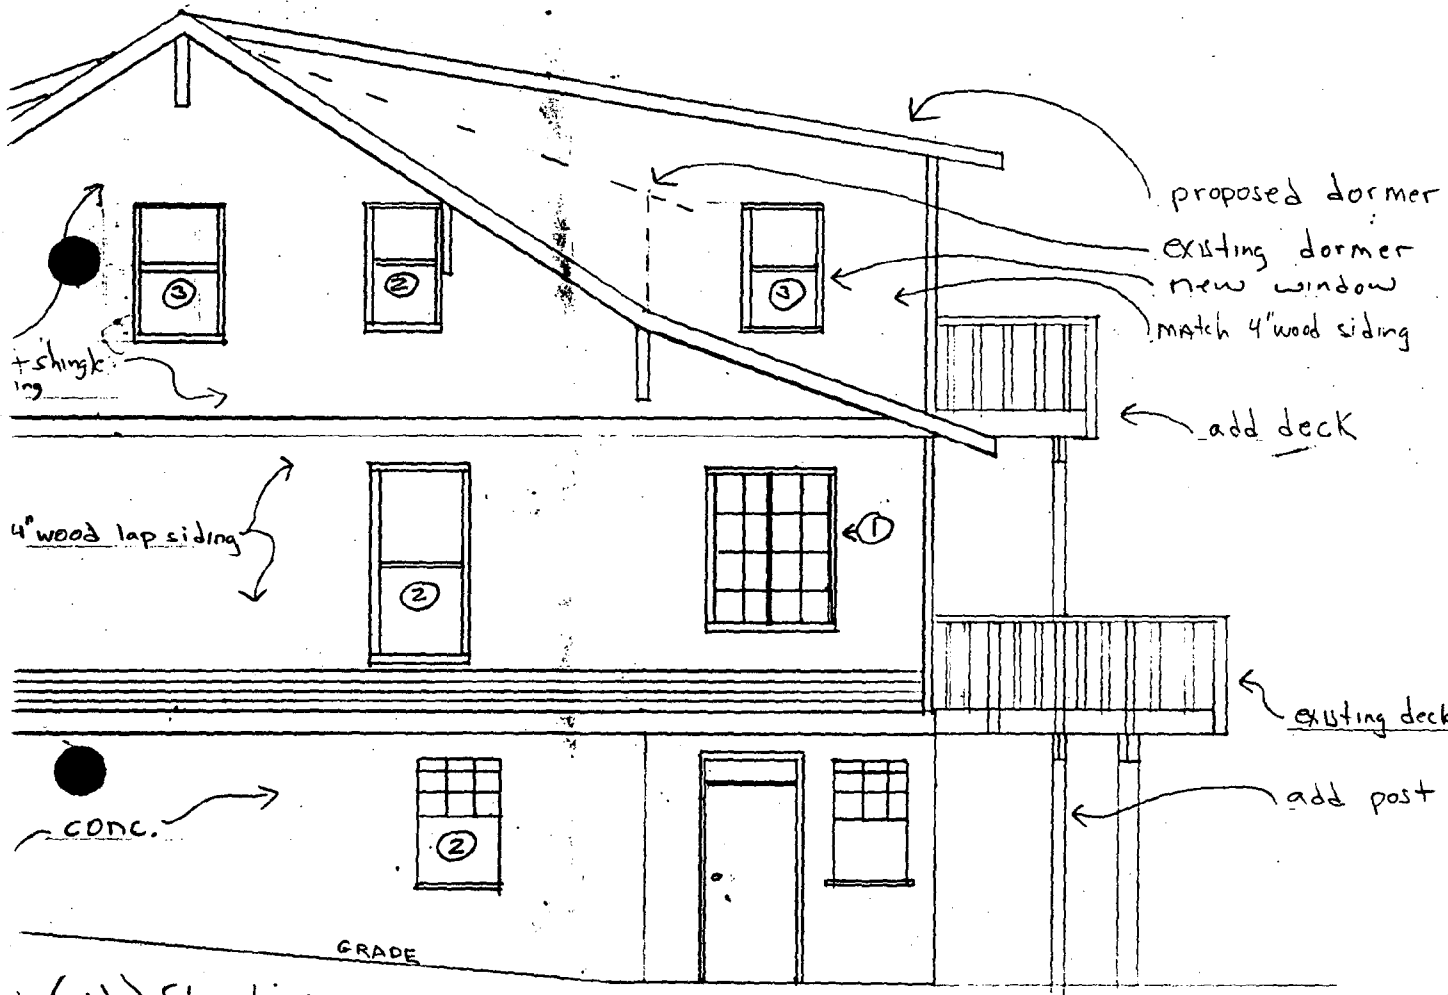 proposed dormer
existing dormer
new window
match 4" wood siding
③
②
③
+ shingle
ing
add deck
4" wood lap siding
①
②
existing deck
add post
conc.
②
GRADE